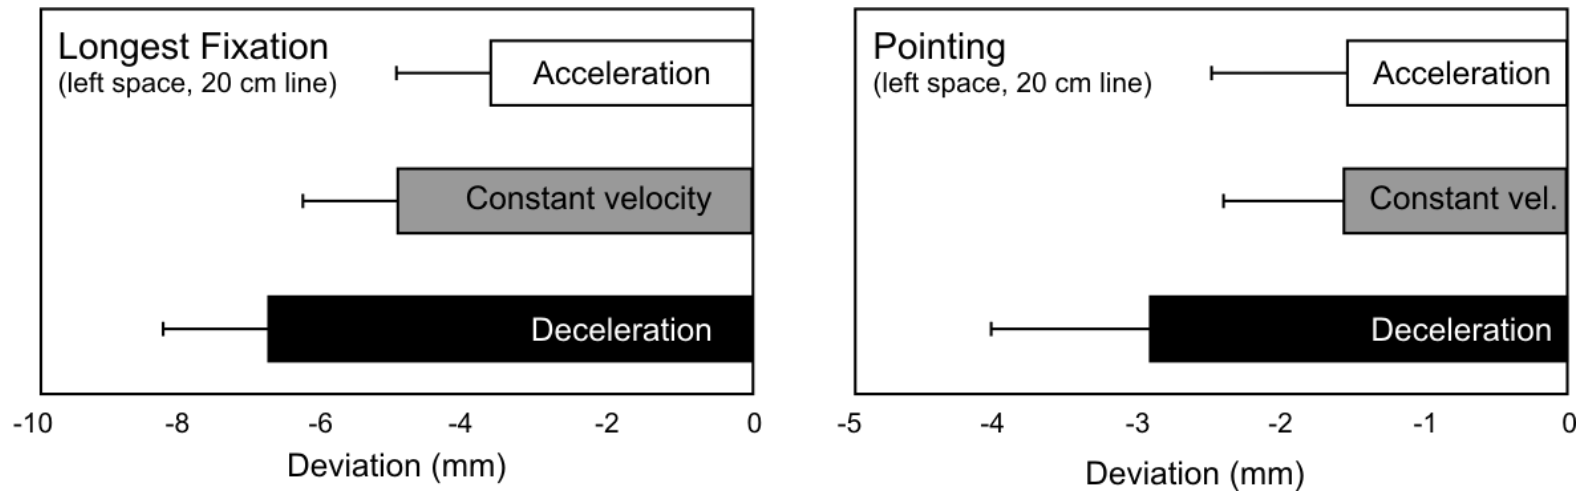 Longest Fixation
(left space, 20 cm line)
Acceleration
Constant velocity
Deceleration
-10 -8 -6 -4 -2 0
Deviation (mm)
Pointing
(left space, 20 cm line)
Acceleration
Constant vel.
Deceleration
-5 -4 -3 -2 -1 0
Deviation (mm)